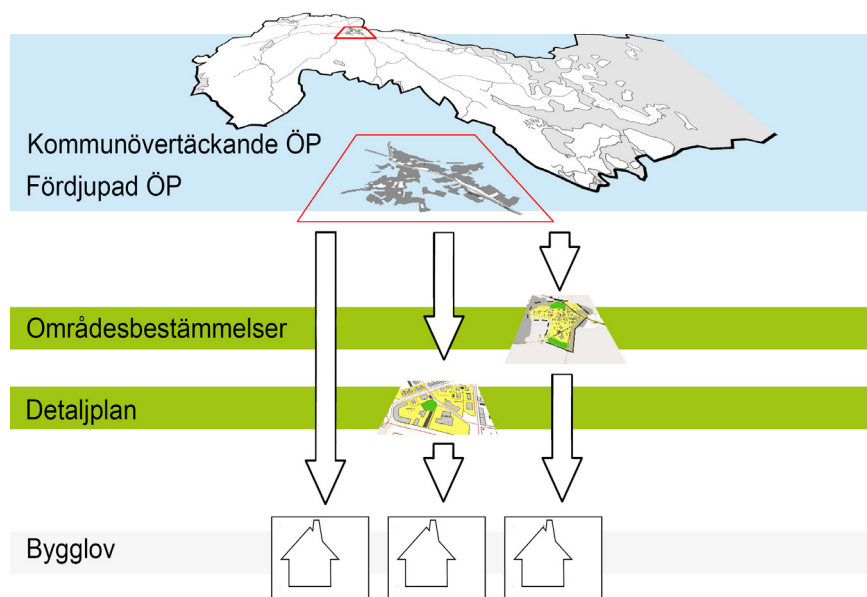 Kommunövertäckande ÖP
Fördjupad ÖP
Områdesbestämmelser
Detaljplan
Bygglov